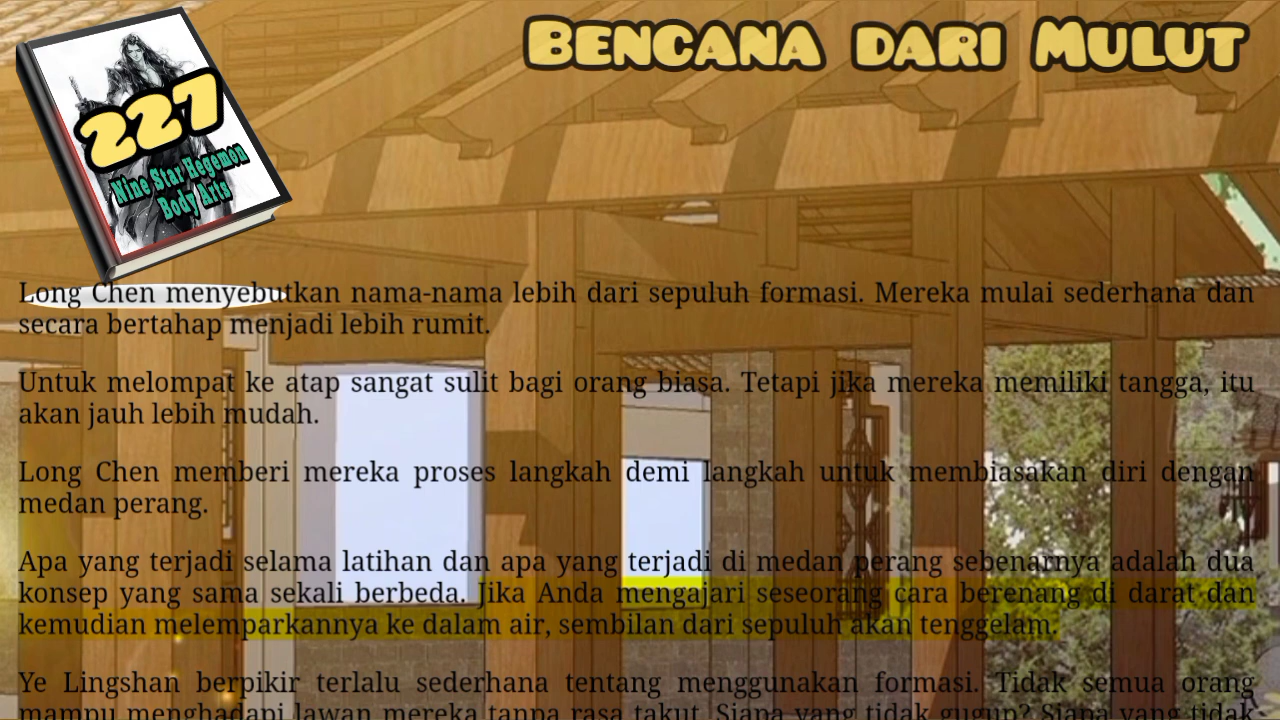 BENCANA DARI MULUT
227
Nine Star Hegemon
Body Arts
Long Chen menyebutkan nama-nama lebih dari sepuluh formasi. Mereka mulai sederhana dan
secara bertahap menjadi lebih rumit.
Untuk melompat ke atap sangat sulit bagi orang biasa. Tetapi jika mereka memiliki tangga, itu
akan jauh lebih mudah.
Long Chen memberi mereka proses langkah demi langkah untuk membiasakan diri dengan
medan perang.
Apa yang terjadi selama latihan dan apa yang terjadi di medan perang sebenarnya adalah dua
konsep yang sama sekali berbeda. Jika Anda mengajari seseorang cara berenang di darat dan
kemudian melemparkannya ke dalam air, sembilan dari sepuluh akan tenggelam.
Ye Lingshan berpikir terlalu sederhana tentang menggunakan formasi. Tidak semua orang
mampu menghadapi lawan mereka tanpa rasa takut. Siapa yang tidak gugup? Siapa yang tidak